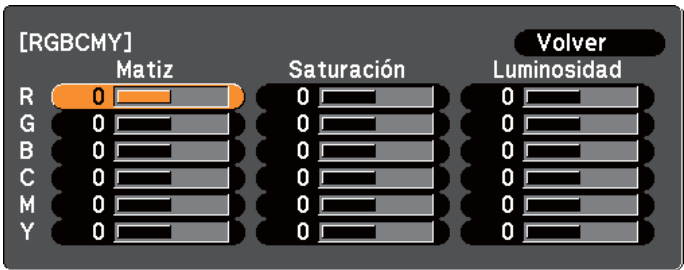 [RGBCMY] Volver
Matiz Saturación Luminosidad
R 0 0 0
G 0 0 0
B 0 0 0
C 0 0 0
M 0 0 0
Y 0 0 0